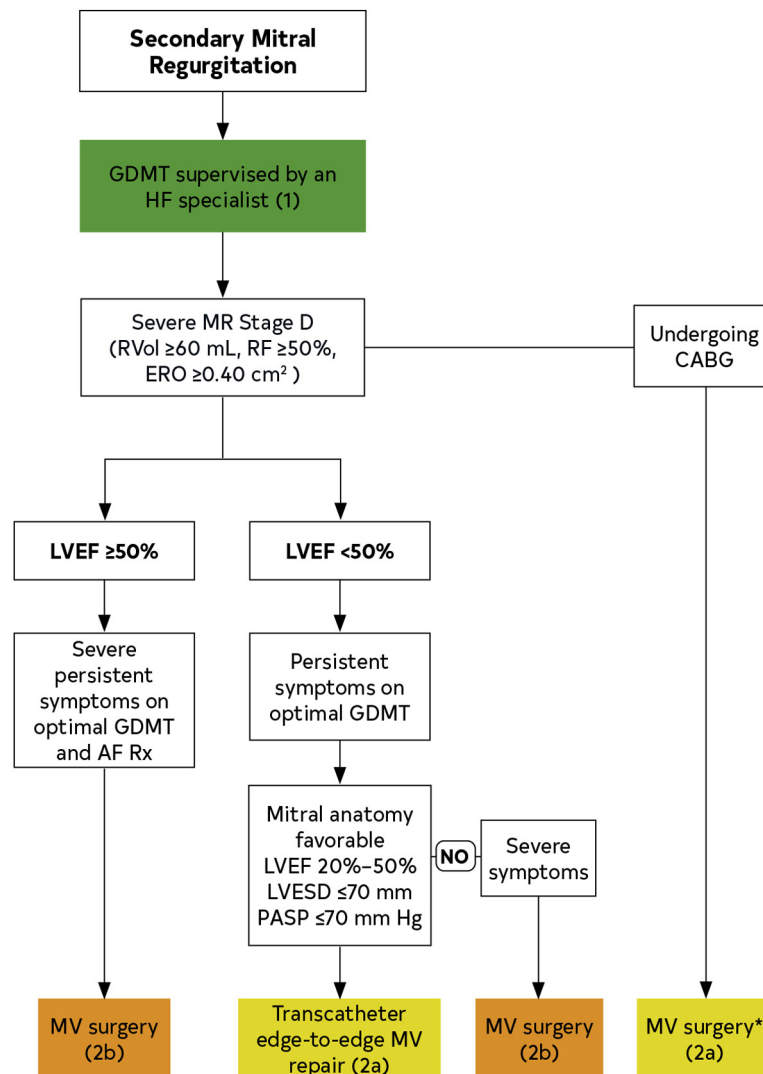 Secondary Mitral
Regurgitation
GDMT supervised by an
HF specialist (1)
Severe MR Stage D
(RVol ≥60 mL, RF ≥50%,
ERO ≥0.40 cm² )
Undergoing
CABG
LVEF ≥50%
LVEF <50%
Severe
persistent
symptoms on
optimal GDMT
and AF Rx
Persistent
symptoms on
optimal GDMT
Mitral anatomy
favorable
LVEF 20%–50%
LVESD ≤70 mm
PASP ≤70 mm Hg
NO
Severe
symptoms
MV surgery
(2b)
Transcatheter
edge-to-edge MV
repair (2a)
MV surgery
(2b)
MV surgery*
(2a)